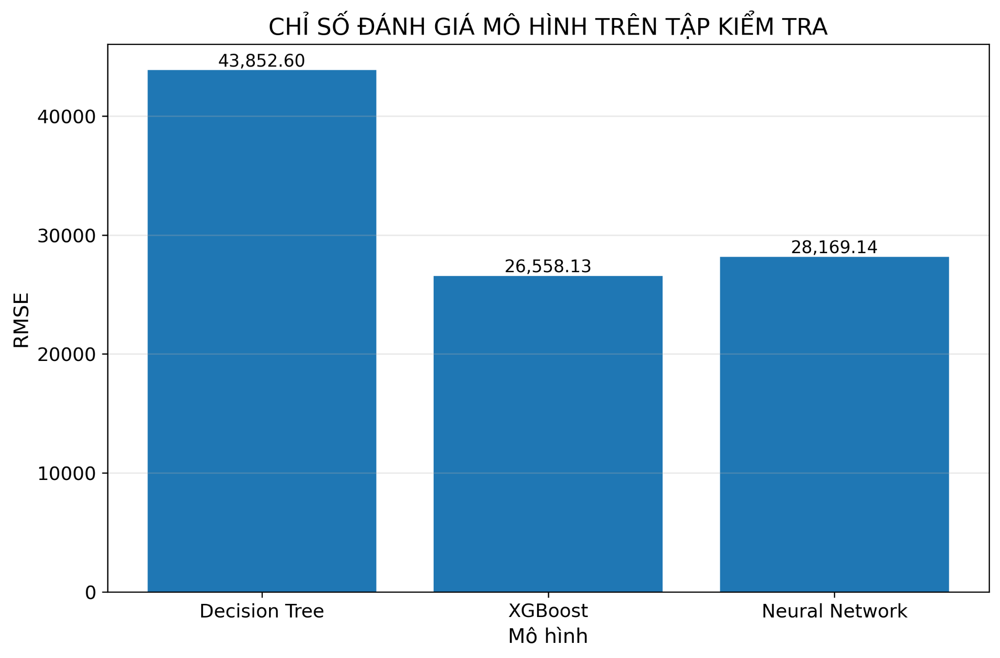 CHỈ SỐ ĐÁNH GIÁ MÔ HÌNH TRÊN TẬP KIỂM TRA
43,852.60
40000
30000
28,169.14
26,558.13
RMSE
20000
10000
0
Decision Tree XGBoost Neural Network
Mô hình